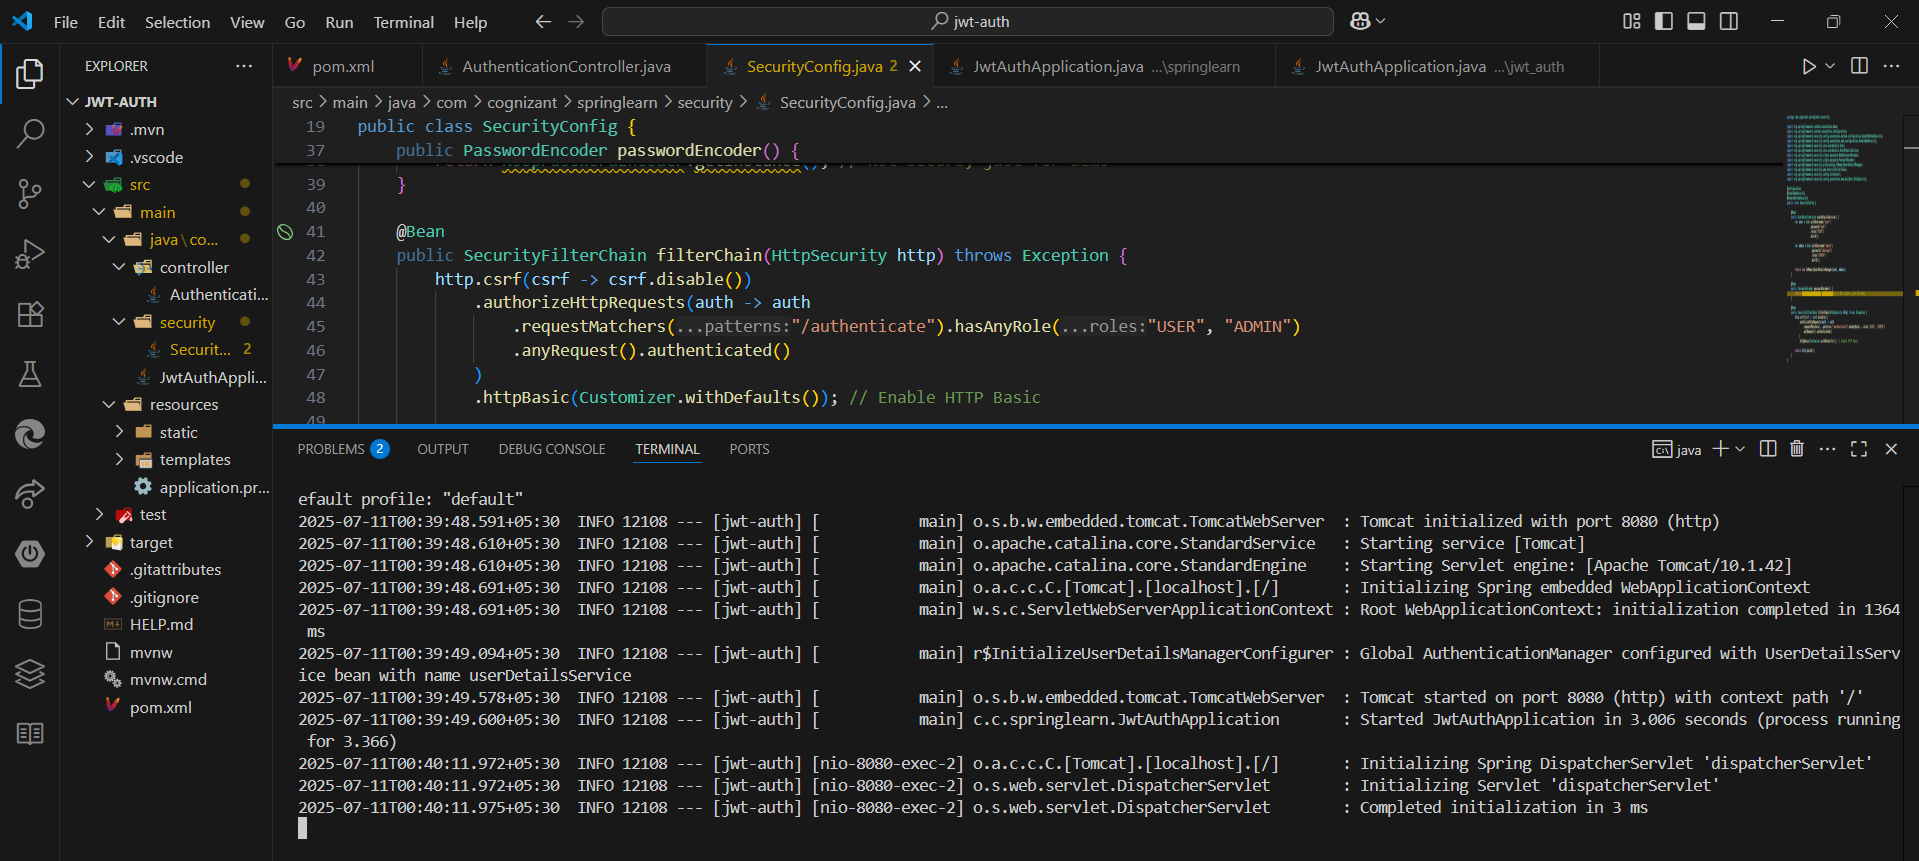 File Edit Selection View Go Run Terminal Help
jwt-auth
EXPLORER
JWT-AUTH
.mvn
.vscode
src
main
java\co...
controller
Authenticati...
security
Securit... 2
JwtAuthAppli...
resources
static
templates
application.pr...
test
target
.gitattributes
.gitignore
HELP.md
mvnw
mvnw.cmd
pom.xml
pom.xml AuthenticationController.java SecurityConfig.java 2 JwtAuthApplication.java ...\springlearn JwtAuthApplication.java ...\jwt_auth
src > main > java > com > cognizant > springlearn > security > SecurityConfig.java > ...
19 public class SecurityConfig {
37 public PasswordEncoder passwordEncoder() {
39 }
40
41 @Bean
42 public SecurityFilterChain filterChain(HttpSecurity http) throws Exception {
43 http.csrf(csrf -> csrf.disable())
44 .authorizeHttpRequests(auth -> auth
45 .requestMatchers(...patterns:"/authenticate").hasAnyRole(...roles:"USER", "ADMIN")
46 .anyRequest().authenticated()
47 )
48 .httpBasic(Customizer.withDefaults()); // Enable HTTP Basic
49
PROBLEMS 2 OUTPUT DEBUG CONSOLE TERMINAL PORTS
java
efault profile: "default"
2025-07-11T00:39:48.591+05:30 INFO 12108 --- [jwt-auth] [ main] o.s.b.w.embedded.tomcat.TomcatWebServer : Tomcat initialized with port 8080 (http)
2025-07-11T00:39:48.610+05:30 INFO 12108 --- [jwt-auth] [ main] o.apache.catalina.core.StandardService : Starting service [Tomcat]
2025-07-11T00:39:48.610+05:30 INFO 12108 --- [jwt-auth] [ main] o.apache.catalina.core.StandardEngine : Starting Servlet engine: [Apache Tomcat/10.1.42]
2025-07-11T00:39:48.691+05:30 INFO 12108 --- [jwt-auth] [ main] o.a.c.c.C.[Tomcat].[localhost].[/] : Initializing Spring embedded WebApplicationContext
2025-07-11T00:39:48.691+05:30 INFO 12108 --- [jwt-auth] [ main] w.s.c.ServletWebServerApplicationContext : Root WebApplicationContext: initialization completed in 1364
ms
2025-07-11T00:39:49.094+05:30 INFO 12108 --- [jwt-auth] [ main] r$InitializeUserDetailsManagerConfigurer : Global AuthenticationManager configured with UserDetailsServ
ice bean with name userDetailsService
2025-07-11T00:39:49.578+05:30 INFO 12108 --- [jwt-auth] [ main] o.s.b.w.embedded.tomcat.TomcatWebServer : Tomcat started on port 8080 (http) with context path '/'
2025-07-11T00:39:49.600+05:30 INFO 12108 --- [jwt-auth] [ main] c.c.springlearn.JwtAuthApplication : Started JwtAuthApplication in 3.006 seconds (process running
for 3.366)
2025-07-11T00:40:11.972+05:30 INFO 12108 --- [jwt-auth] [nio-8080-exec-2] o.a.c.c.C.[Tomcat].[localhost].[/] : Initializing Spring DispatcherServlet 'dispatcherServlet'
2025-07-11T00:40:11.972+05:30 INFO 12108 --- [jwt-auth] [nio-8080-exec-2] o.s.web.servlet.DispatcherServlet : Initializing Servlet 'dispatcherServlet'
2025-07-11T00:40:11.975+05:30 INFO 12108 --- [jwt-auth] [nio-8080-exec-2] o.s.web.servlet.DispatcherServlet : Completed initialization in 3 ms